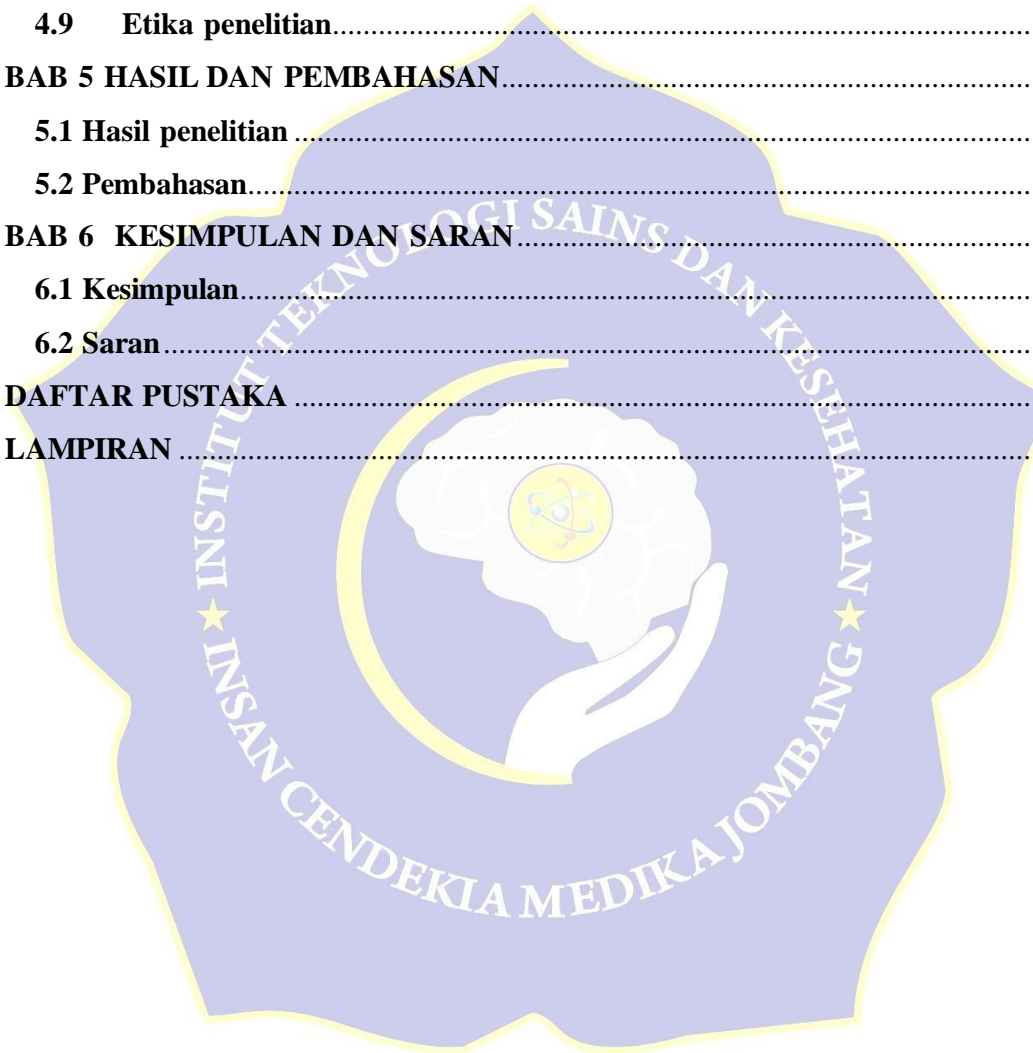 4.9 Etika penelitian........................................................................................
BAB 5 HASIL DAN PEMBAHASAN....................................................................
5.1 Hasil penelitian ................................................................................................
5.2 Pembahasan......................................................................................................
BAB 6 KESIMPULAN DAN SARAN..................................................................
6.1 Kesimpulan.......................................................................................................
6.2 Saran.................................................................................................................
DAFTAR PUSTAKA ...............................................................................................
LAMPIRAN ..............................................................................................................
INSTITUT TEKNOLOGI SAINS DAN KESEHATAN
INSAN CENDEKIA MEDIKA JOMBANG